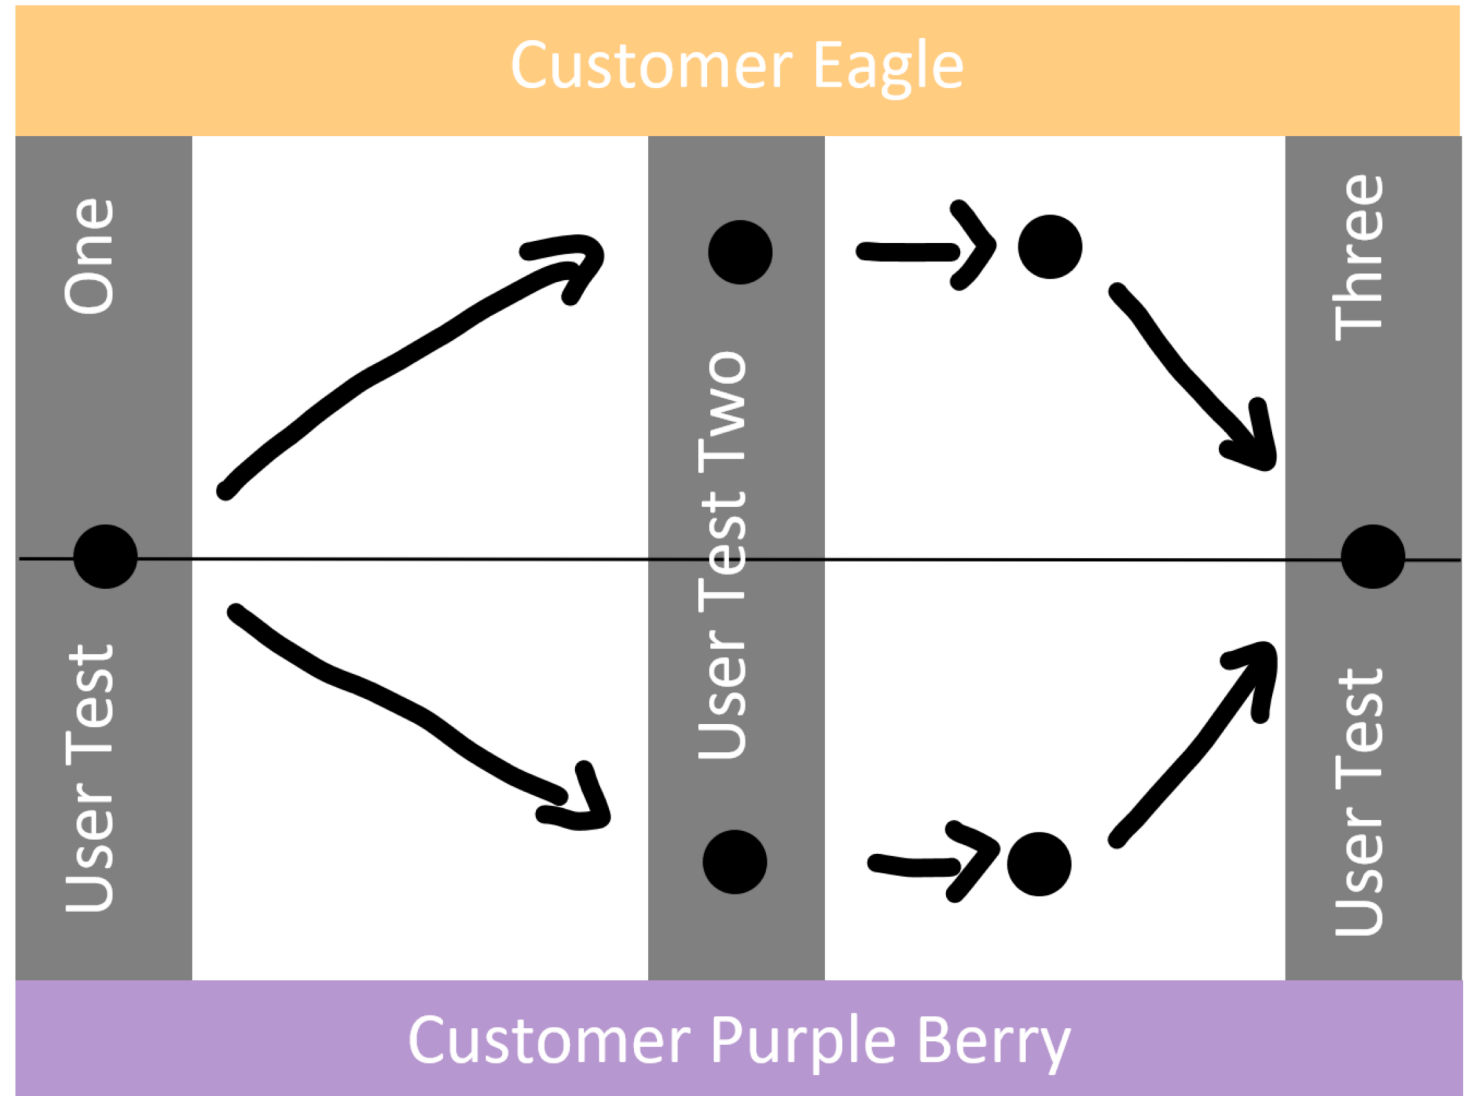 Customer Eagle
User Test One
User Test Two
User Test Three
Customer Purple Berry